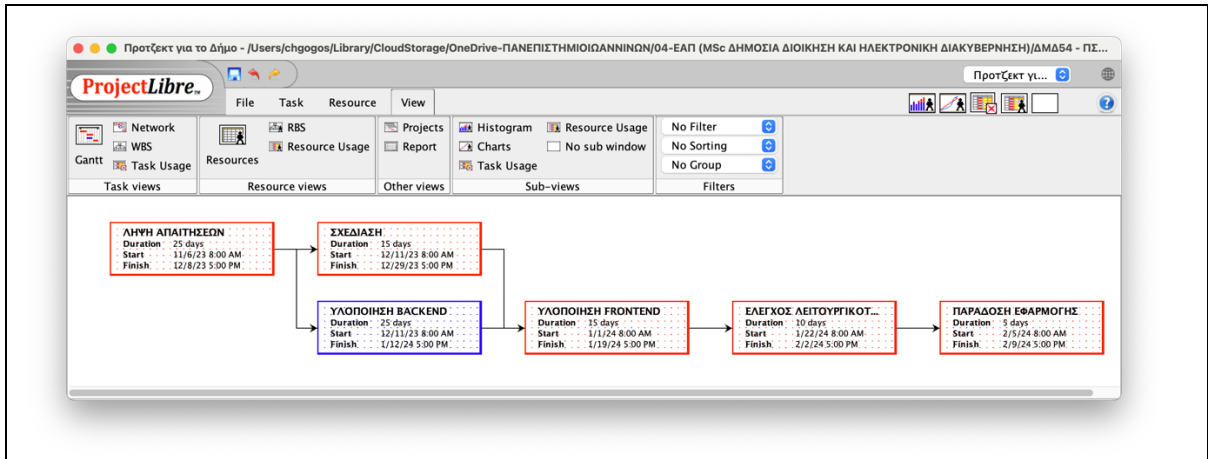 Προτζεκτ για το Δήμο - /Users/chgogos/Library/CloudStorage/OneDrive-ΠΑΝΕΠΙΣΤΗΜΙΟΙΩΑΝΝΙΝΩΝ/04-ΕΑΠ (MSc ΔΗΜΟΣΙΑ ΔΙΟΙΚΗΣΗ ΚΑΙ ΗΛΕΚΤΡΟΝΙΚΗ ΔΙΑΚΥΒΕΡΝΗΣΗ)/ΔΜΔ54 - ΠΣ...
ProjectLibre™
Προτζεκτ γι...
File Task Resource View
Network
WBS
Task Usage
Gantt
Task views
Resources
RBS
Resource Usage
Resource views
Projects
Report
Other views
Histogram
Charts
Task Usage
Resource Usage
No sub window
Sub-views
No Filter
No Sorting
No Group
Filters
ΛΗΨΗ ΑΠΑΙΤΗΣΕΩΝ
Duration 25 days
Start 11/6/23 8:00 AM
Finish 12/8/23 5:00 PM
ΣΧΕΔΙΑΣΗ
Duration 15 days
Start 12/11/23 8:00 AM
Finish 12/29/23 5:00 PM
ΥΛΟΠΟΙΗΣΗ BACKEND
Duration 25 days
Start 12/11/23 8:00 AM
Finish 1/12/24 5:00 PM
ΥΛΟΠΟΙΗΣΗ FRONTEND
Duration 15 days
Start 1/1/24 8:00 AM
Finish 1/19/24 5:00 PM
ΕΛΕΓΧΟΣ ΛΕΙΤΟΥΡΓΙΚΟΤ...
Duration 10 days
Start 1/22/24 8:00 AM
Finish 2/2/24 5:00 PM
ΠΑΡΑΔΟΣΗ ΕΦΑΡΜΟΓΗΣ
Duration 5 days
Start 2/5/24 8:00 AM
Finish 2/9/24 5:00 PM